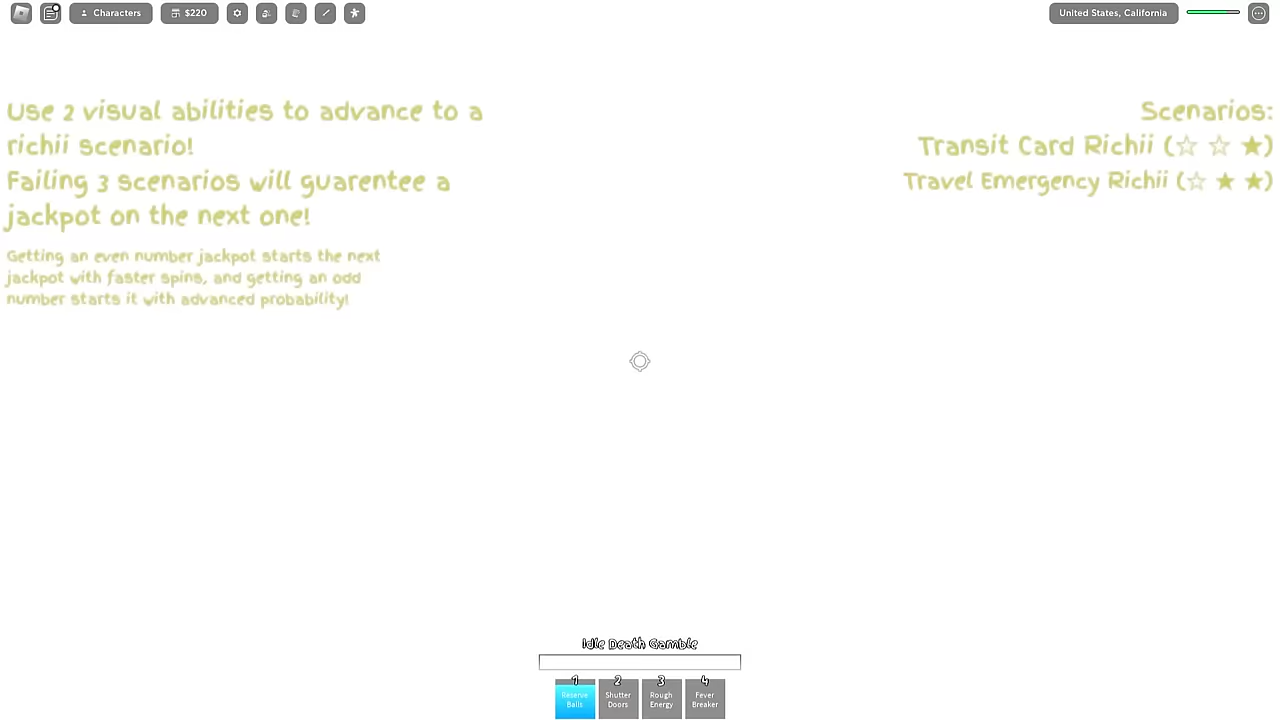 Characters
$220
United States, California
Use 2 visual abilities to advance to a
richii scenario!
Failing 3 scenarios will guarentee a
jackpot on the next one!
Getting an even number jackpot starts the next
jackpot with faster spins, and getting an odd
number starts it with advanced probability!
Scenarios:
Transit Card Richii (☆ ☆ ★)
Travel Emergency Richii (☆ ★ ★)
Idle Death Gamble
1 2 3 4
Reserve Balls
Shutter Doors
Rough Energy
Fever Breaker